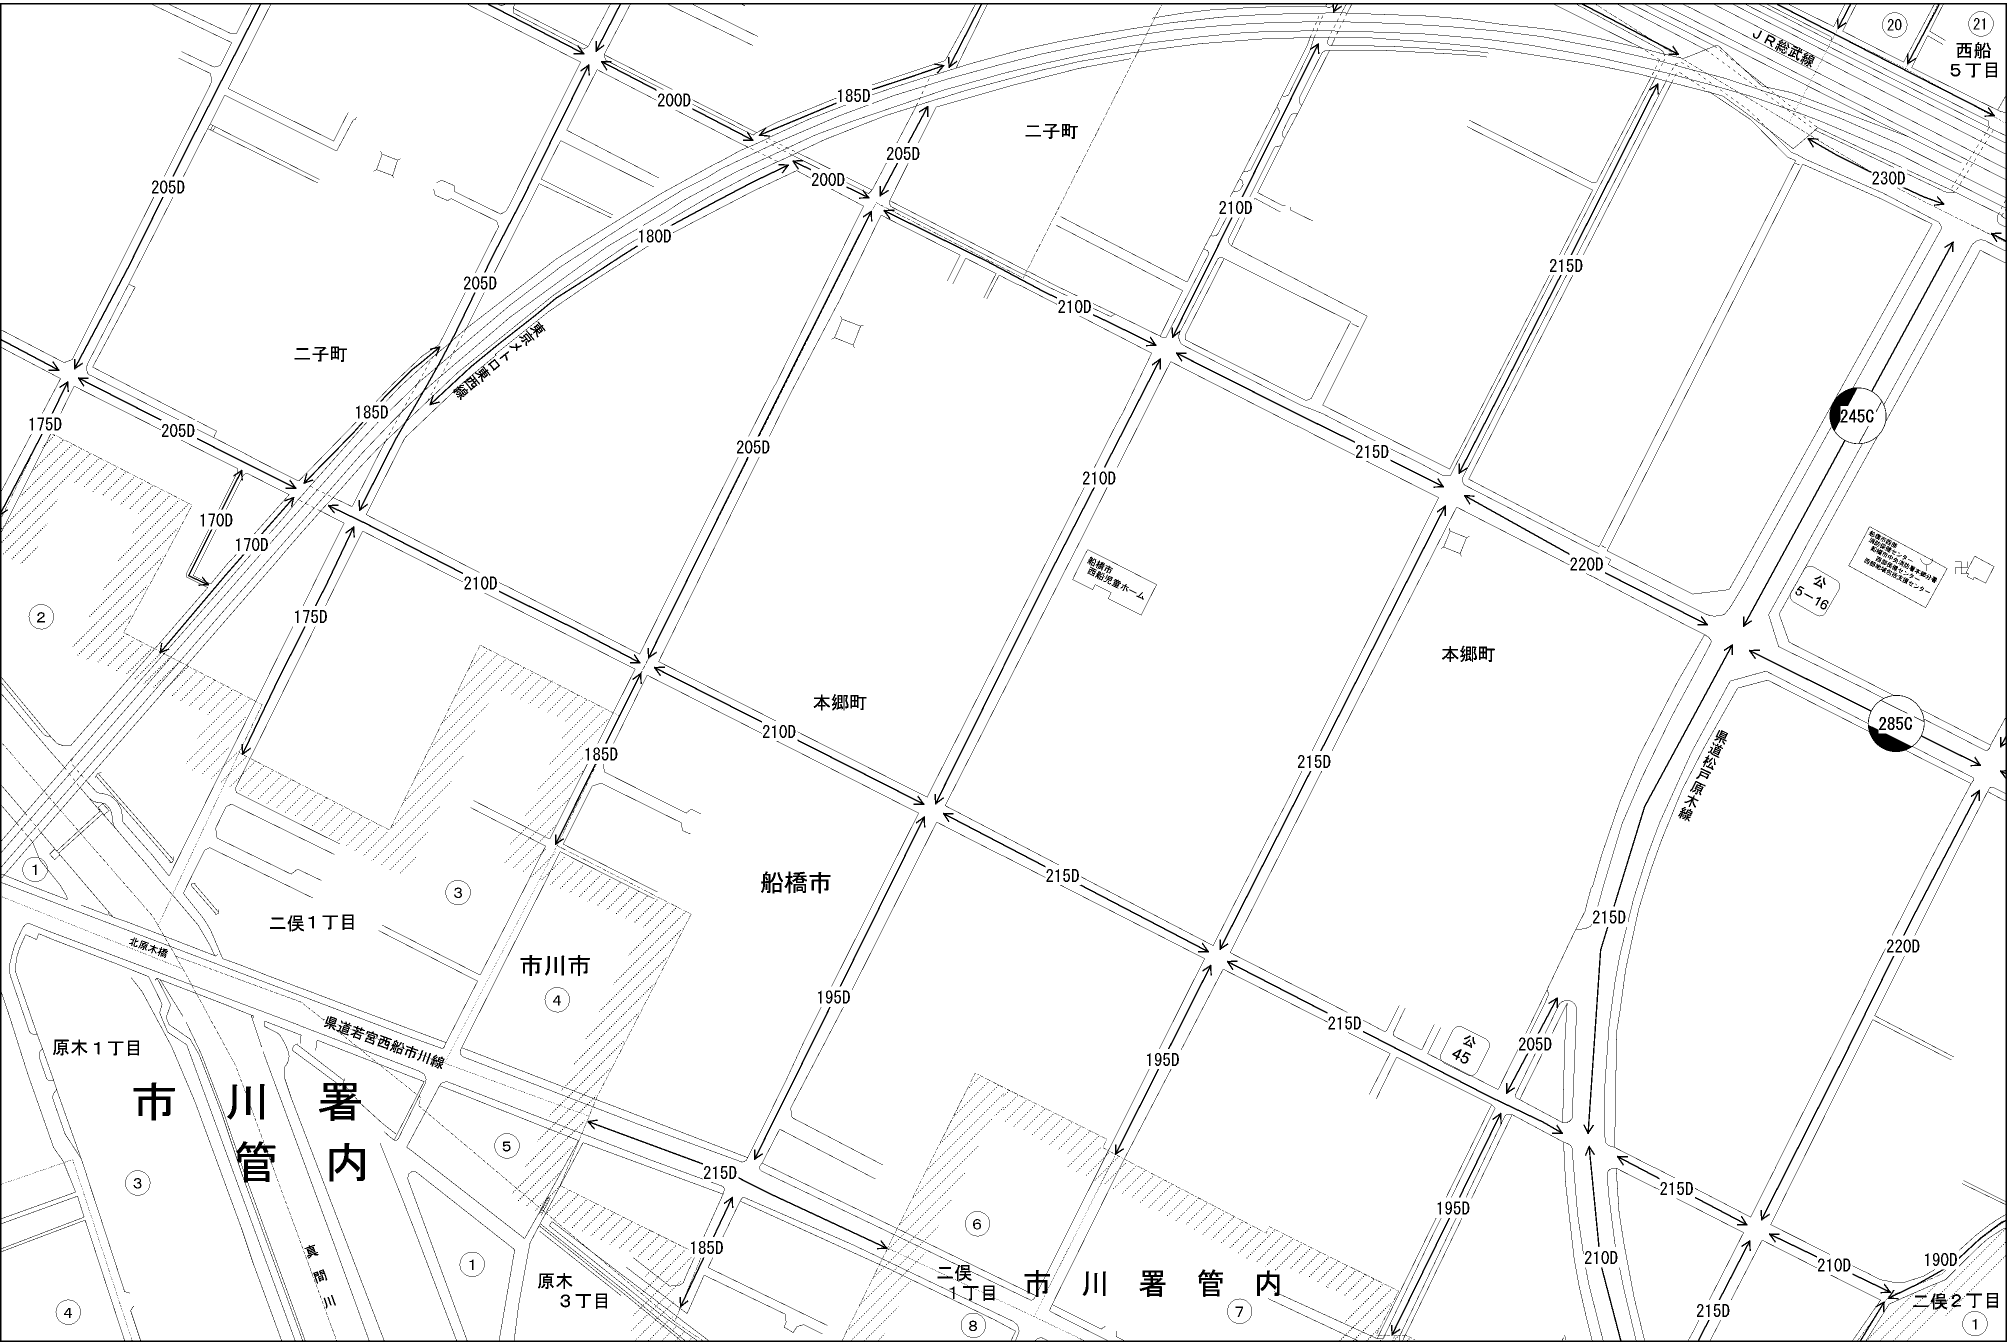 20
21
西船
5丁目
JR総武線
200D
185D
二子町
205D
200D
205D
230D
180D
210D
205D
215D
210D
二子町
東京メトロ東西線
185D
245C
175D
205D
205D
210D
215D
170D
170D
210D
220D
船橋市
西船児童ホーム
公
5-16
卍
2
175D
本郷町
本郷町
210D
285C
県道松戸原木線
185D
215D
1
3
船橋市
215D
215D
220D
二俣1丁目
北原木橋
市川市
4
195D
県道若宮西船市川線
215D
公
45
205D
195D
原木1丁目
市川署
管内
5
3
215D
215D
195D
6
185D
210D
210D
190D
1
真間川
原木
3丁目
二俣
1丁目
市川署管内
7
8
4
215D
二俣2丁目
1